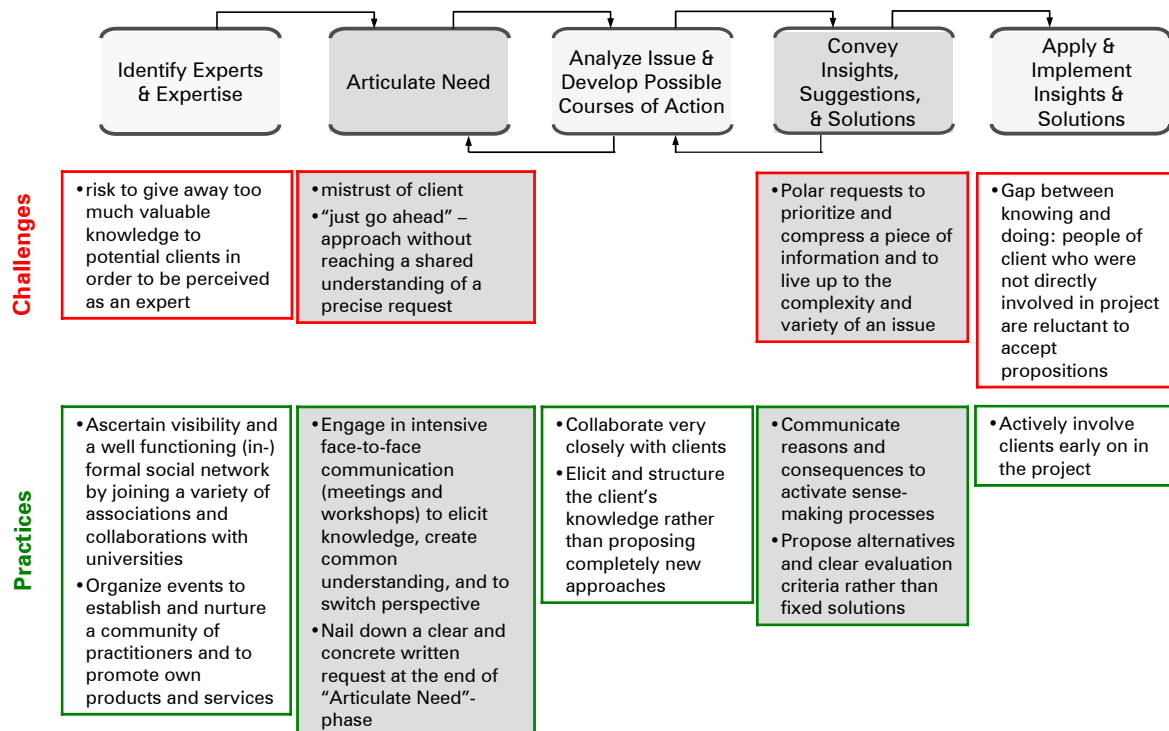 Identify Experts
& Expertise
Articulate Need
Analyze Issue &
Develop Possible
Courses of Action
Convey
Insights,
Suggestions,
& Solutions
Apply &
Implement
Insights &
Solutions
Challenges
•risk to give away too
much valuable
knowledge to
potential clients in
order to be perceived
as an expert
•mistrust of client
•“just go ahead” –
approach without
reaching a shared
understanding of a
precise request
•Polar requests to
prioritize and
compress a piece of
information and to
live up to the
complexity and
variety of an issue
•Gap between
knowing and
doing: people of
client who were
not directly
involved in project
are reluctant to
accept
propositions
Practices
•Ascertain visibility and
a well functioning (in-)
formal social network
by joining a variety of
associations and
collaborations with
universities
•Organize events to
establish and nurture
a community of
practitioners and to
promote own
products and services
•Engage in intensive
face-to-face
communication
(meetings and
workshops) to elicit
knowledge, create
common
understanding, and to
switch perspective
•Nail down a clear and
concrete written
request at the end of
“Articulate Need”-
phase
•Collaborate very
closely with clients
•Elicit and structure
the client’s
knowledge rather
than proposing
completely new
approaches
•Communicate
reasons and
consequences to
activate sense-
making processes
•Propose alternatives
and clear evaluation
criteria rather than
fixed solutions
•Actively involve
clients early on in
the project